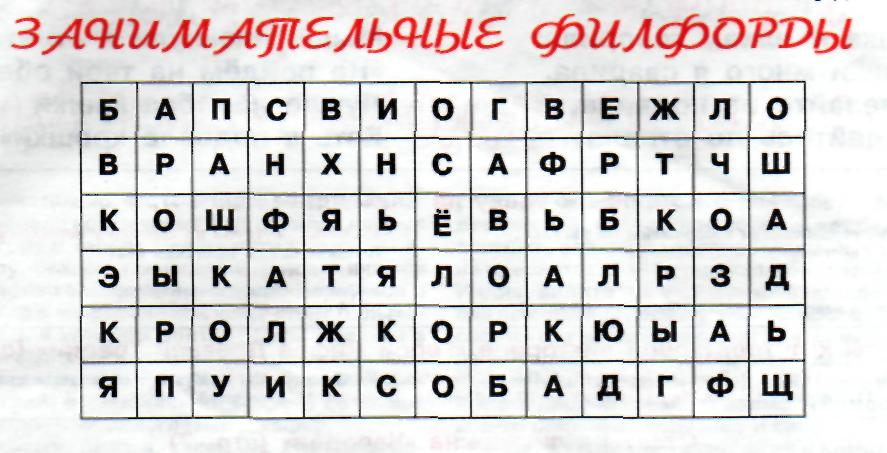 ЗАНИМАТЕЛЬНЫЕ ФИЛФОРДЫ
Б А П С В И О Г В Е Ж Л О
В Р А Н Х Н С А Ф Р Т Ч Ш
К О Ш Ф Я Ь Ё В Ь Б К О А
Э Ы К А Т Я Л О А Л Р З Д
К Р О Л Ж К О Р К Ю Ы А Ь
Я П У И К С О Б А Д Г Ф Щ